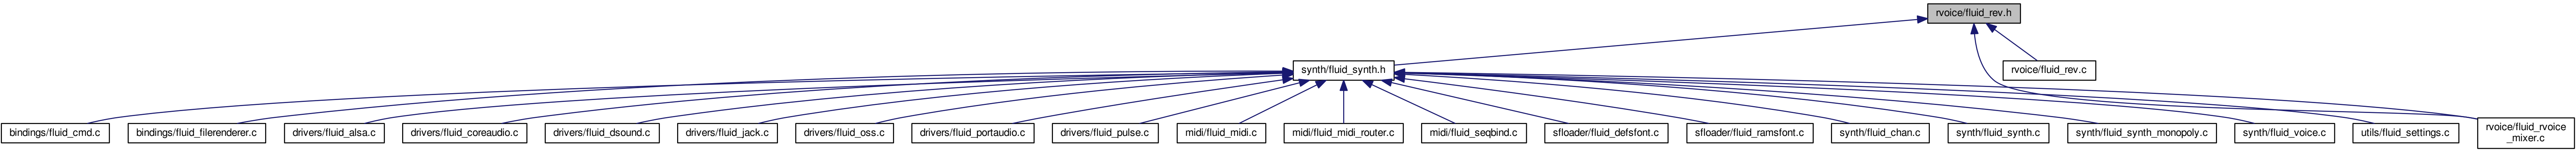 rvoice/fluid_rev.h
synth/fluid_synth.h
rvoice/fluid_rev.c
bindings/fluid_cmd.c
bindings/fluid_filerenderer.c
drivers/fluid_alsa.c
drivers/fluid_coreaudio.c
drivers/fluid_dsound.c
drivers/fluid_jack.c
drivers/fluid_oss.c
drivers/fluid_portaudio.c
drivers/fluid_pulse.c
midi/fluid_midi.c
midi/fluid_midi_router.c
midi/fluid_seqbind.c
sfloader/fluid_defsfont.c
sfloader/fluid_ramsfont.c
synth/fluid_chan.c
synth/fluid_synth.c
synth/fluid_synth_monopoly.c
synth/fluid_voice.c
utils/fluid_settings.c
rvoice/fluid_rvoice
_mixer.c